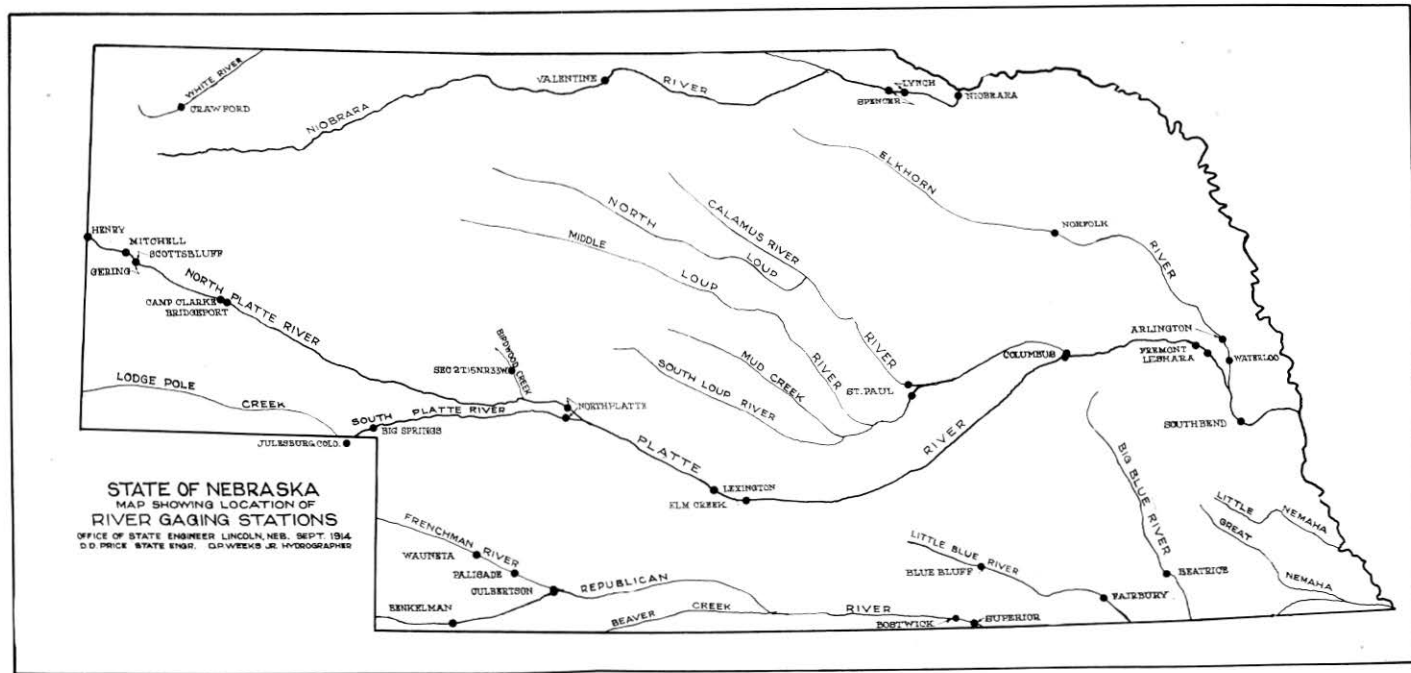 WHITE RIVER
CRAWFORD
NIOBRARA
VALENTINE
RIVER
LYNCH
SPENCER
NIOBRARA
ELKHORN
NORFOLK
RIVER
CALAMUS RIVER
NORTH
LOUP
RIVER
MIDDLE
LOUP
RIVER
MUD CREEK
SOUTH LOUP RIVER
ST. PAUL
HENRY
MITCHELL
SCOTTSBLUFF
GERING
NORTH PLATTE RIVER
CAMP CLARKE
BRIDGEPORT
BIRDWOOD CREEK
SEC 2 T15 N.R33W
LODGE POLE
CREEK
SOUTH PLATTE RIVER
BIG SPRINGS
JULESBURG, COLO.
NORTH PLATTE
PLATTE
RIVER
LEXINGTON
ELM CREEK
COLUMBUS
ARLINGTON
FREMONT
LESHARA
WATERLOO
SOUTHBEND
BIG BLUE RIVER
BEATRICE
LITTLE NEMAHA
GREAT
NEMAHA
LITTLE BLUE RIVER
BLUE BLUFF
FAIRBURY
FRENCHMAN
RIVER
WAUNETA
PALISADE
CULBERTSON
BENKELMAN
REPUBLICAN
RIVER
BEAVER CREEK
BOSTWICK
SUPERIOR
STATE OF NEBRASKA
MAP SHOWING LOCATION OF
RIVER GAGING STATIONS
OFFICE OF STATE ENGINEER LINCOLN, NEB. SEPT. 1914
D.D. PRICE STATE ENGR. O.P. WEEKS JR. HYDROGRAPHER